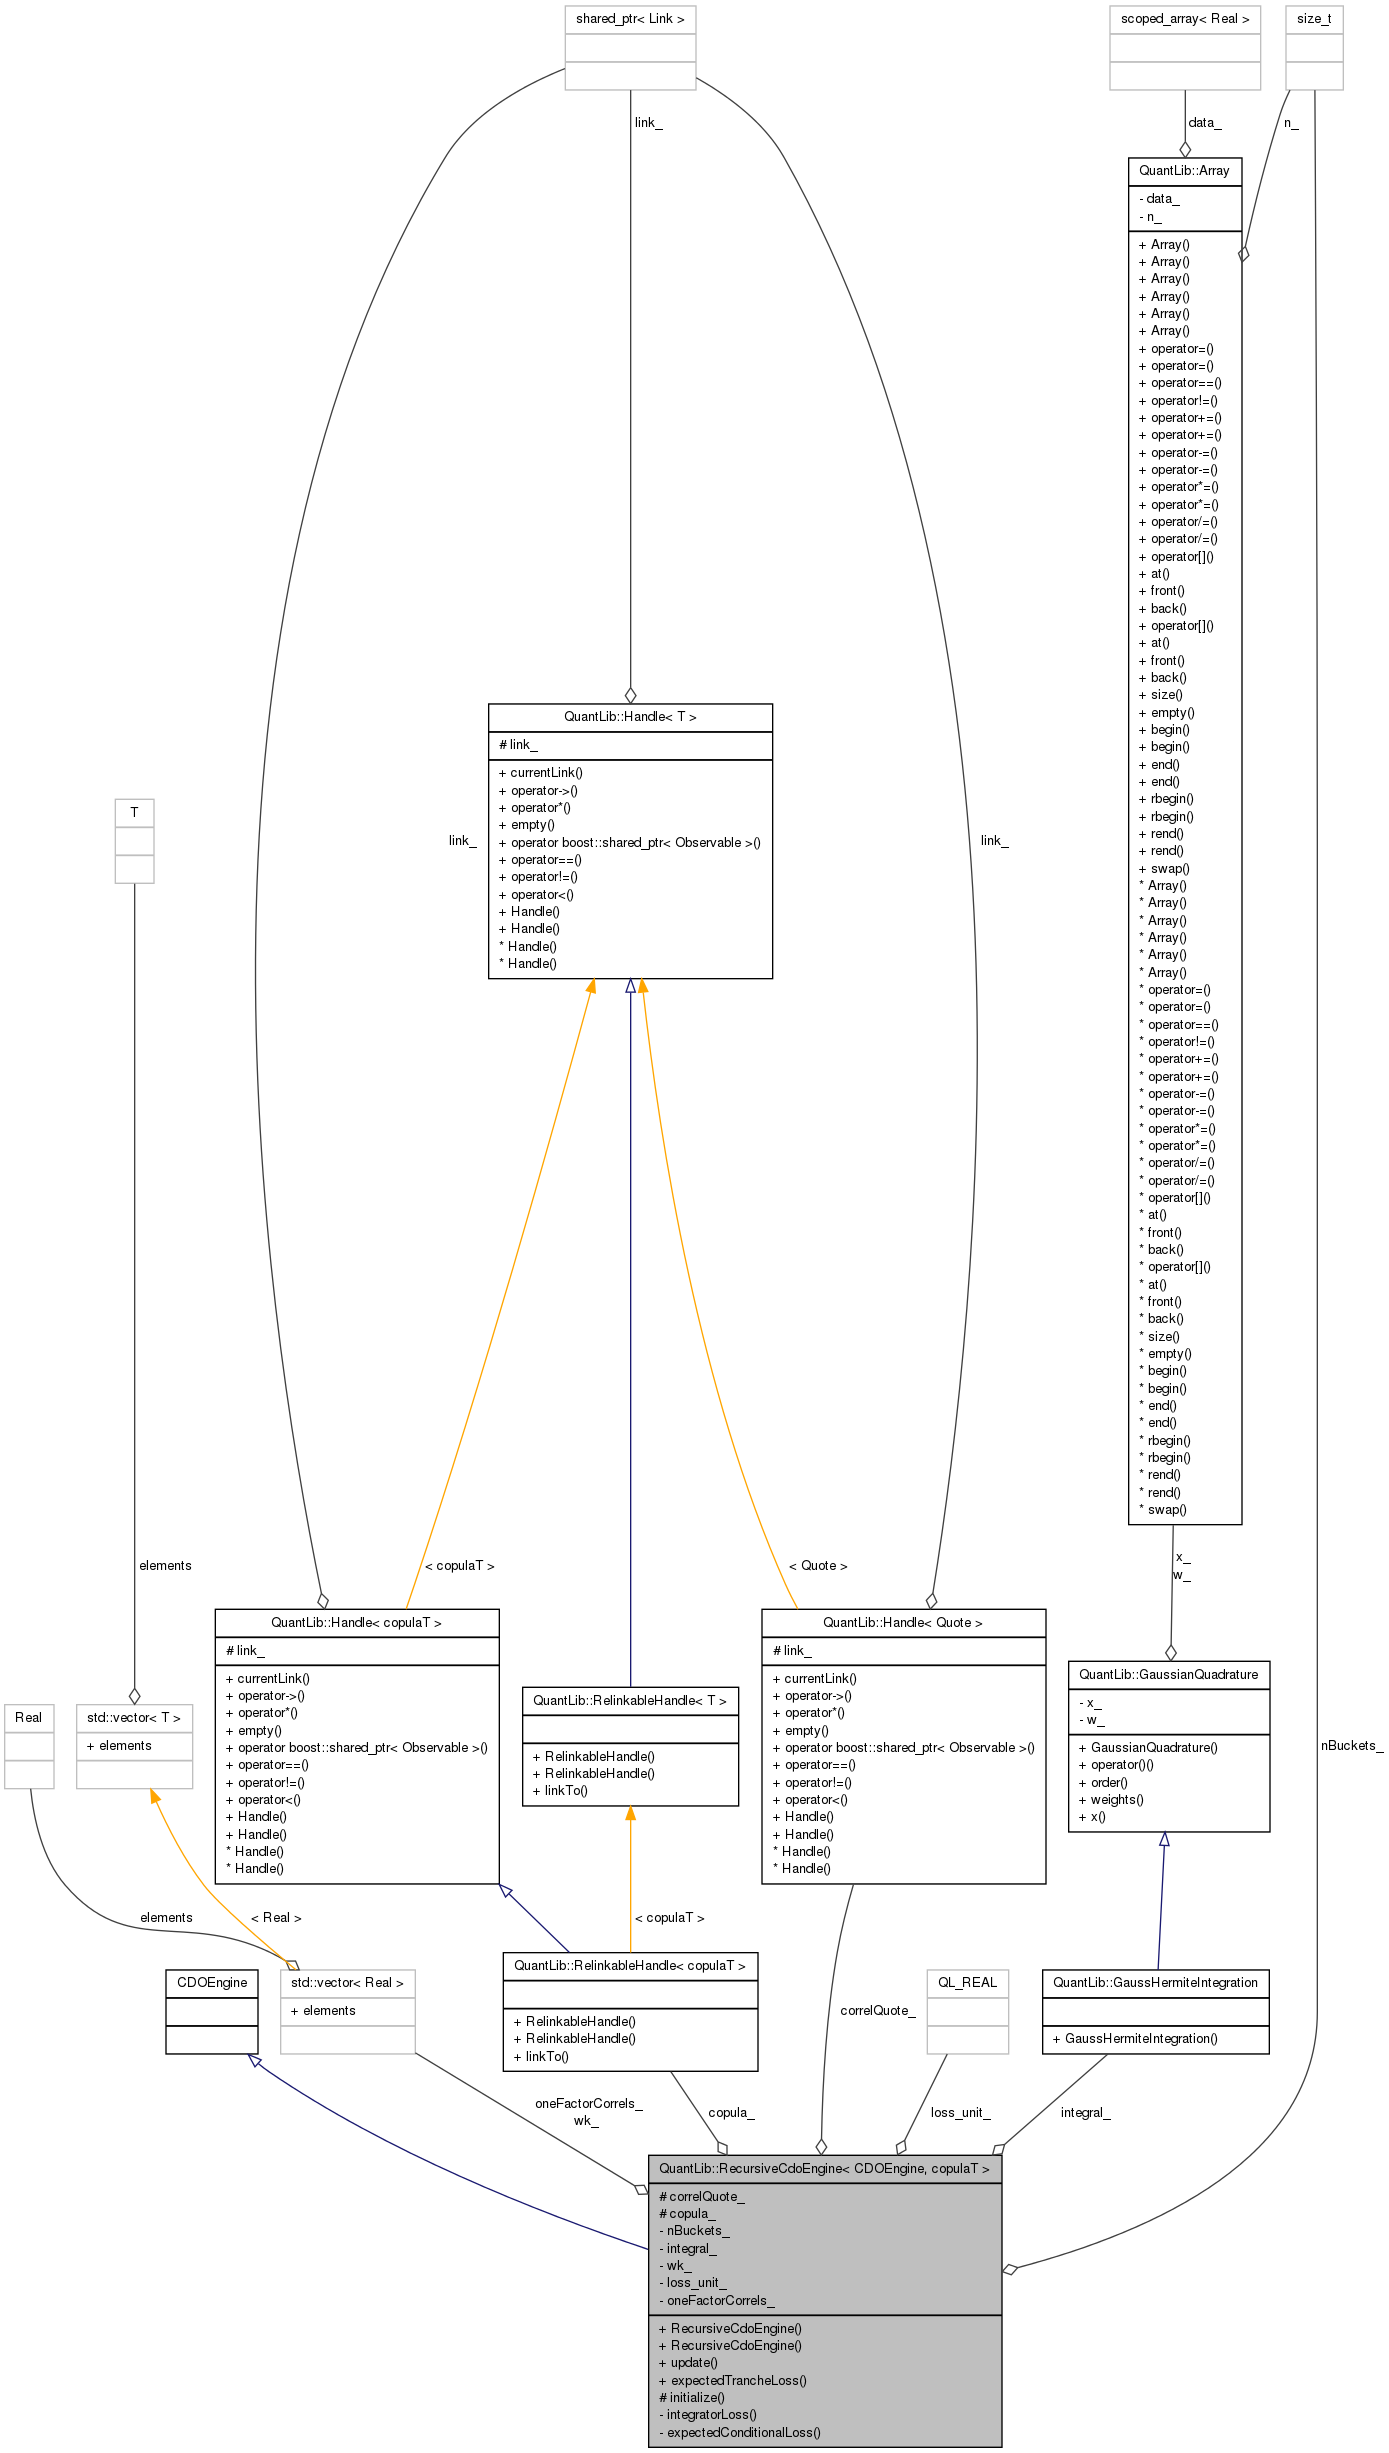 shared_ptr< Link >
scoped_array< Real >
size_t
link_
data_
n_
QuantLib::Array
- data_
- n_
+ Array()
+ Array()
+ Array()
+ Array()
+ Array()
+ Array()
+ operator=()
+ operator=()
+ operator==()
+ operator!=()
+ operator+=()
+ operator+=()
+ operator-=()
+ operator-=()
+ operator*=()
+ operator*=()
+ operator/=()
+ operator/=()
+ operator[]()
+ at()
+ front()
+ back()
+ operator[]()
+ at()
+ front()
+ back()
+ size()
+ empty()
+ begin()
+ begin()
+ end()
+ end()
+ rbegin()
+ rbegin()
+ rend()
+ rend()
+ swap()
* Array()
* Array()
* Array()
* Array()
* Array()
* Array()
* operator=()
* operator=()
* operator==()
* operator!=()
* operator+=()
* operator+=()
* operator-=()
* operator-=()
* operator*=()
* operator*=()
* operator/=()
* operator/=()
* operator[]()
* at()
* front()
* back()
* operator[]()
* at()
* front()
* back()
* size()
* empty()
* begin()
* begin()
* end()
* end()
* rbegin()
* rbegin()
* rend()
* rend()
* swap()
QuantLib::Handle< T >
# link_
+ currentLink()
+ operator->()
+ operator*()
+ empty()
+ operator boost::shared_ptr< Observable >()
+ operator==()
+ operator!=()
+ operator<()
+ Handle()
+ Handle()
* Handle()
* Handle()
T
link_
link_
elements
< copulaT >
< Quote >
x_
w_
QuantLib::Handle< copulaT >
# link_
+ currentLink()
+ operator->()
+ operator*()
+ empty()
+ operator boost::shared_ptr< Observable >()
+ operator==()
+ operator!=()
+ operator<()
+ Handle()
+ Handle()
* Handle()
* Handle()
QuantLib::RelinkableHandle< T >
+ RelinkableHandle()
+ RelinkableHandle()
+ linkTo()
QuantLib::Handle< Quote >
# link_
+ currentLink()
+ operator->()
+ operator*()
+ empty()
+ operator boost::shared_ptr< Observable >()
+ operator==()
+ operator!=()
+ operator<()
+ Handle()
+ Handle()
* Handle()
* Handle()
QuantLib::GaussianQuadrature
- x_
- w_
+ GaussianQuadrature()
+ operator()()
+ order()
+ weights()
+ x()
nBuckets_
Real
std::vector< T >
+ elements
elements
< Real >
< copulaT >
CDOEngine
std::vector< Real >
+ elements
QuantLib::RelinkableHandle< copulaT >
+ RelinkableHandle()
+ RelinkableHandle()
+ linkTo()
correlQuote_
QL_REAL
QuantLib::GaussHermiteIntegration
+ GaussHermiteIntegration()
oneFactorCorrels_
wk_
copula_
loss_unit_
integral_
QuantLib::RecursiveCdoEngine< CDOEngine, copulaT >
# correlQuote_
# copula_
- nBuckets_
- integral_
- wk_
- loss_unit_
- oneFactorCorrels_
+ RecursiveCdoEngine()
+ RecursiveCdoEngine()
+ update()
+ expectedTrancheLoss()
# initialize()
- integratorLoss()
- expectedConditionalLoss()